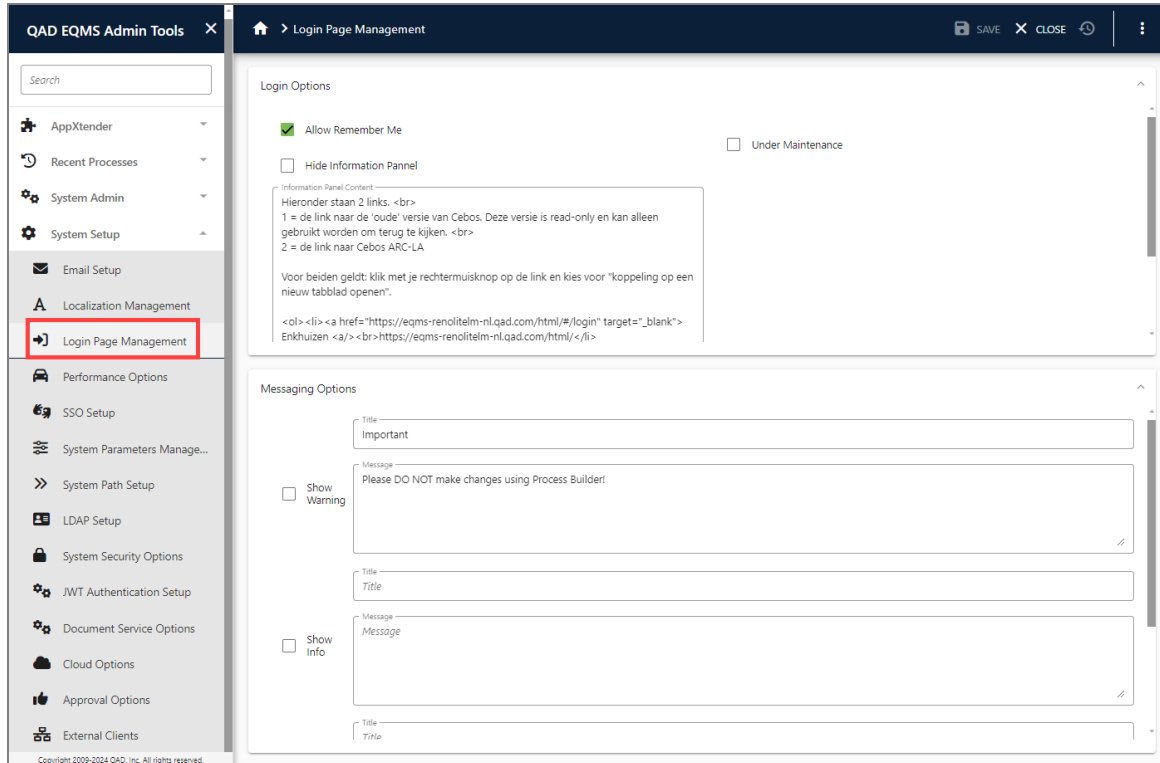 QAD EQMS Admin Tools
Login Page Management
SAVE
CLOSE
Search
AppXtender
Recent Processes
System Admin
System Setup
Email Setup
Localization Management
Login Page Management
Performance Options
SSO Setup
System Parameters Manage...
System Path Setup
LDAP Setup
System Security Options
JWT Authentication Setup
Document Service Options
Cloud Options
Approval Options
External Clients
Copyright 2009-2024 QAD, Inc. All rights reserved.
Login Options
Allow Remember Me
Under Maintenance
Hide Information Pannel
Information Panel Content
Hieronder staan 2 links. <br>
1 = de link naar de 'oude' versie van Cebos. Deze versie is read-only en kan alleen
gebruikt worden om terug te kijken. <br>
2 = de link naar Cebos ARC-LA
Voor beiden geldt: klik met je rechtermuisknop op de link en kies voor "koppeling op een
nieuw tabblad openen".
<ol><li><a href="https://eqms-renolitelm-nl.qad.com/html/#/login" target="_blank">
Enkhuizen <a/><br>https://eqms-renolitelm-nl.qad.com/html/</li>
Messaging Options
Title
Important
Message
Please DO NOT make changes using Process Builder!
Show
Warning
Title
Title
Message
Message
Show
Info
Title
Title